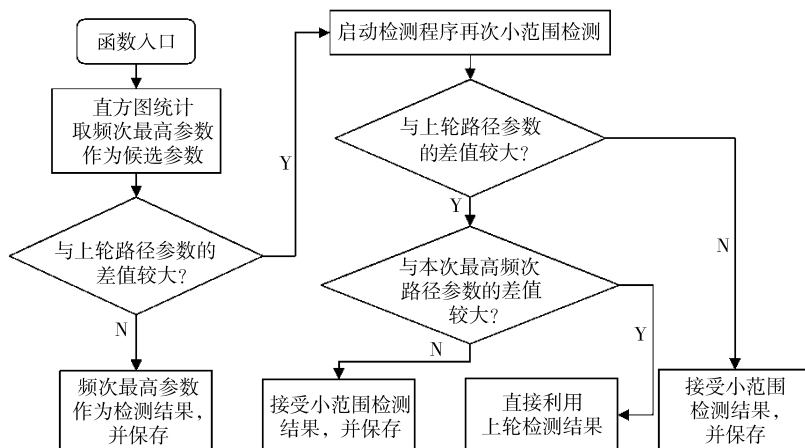 函数入口
直方图统计
取频次最高参数
作为候选参数
与上轮路径参数的
差值较大?
Y
N
频次最高参数
作为检测结果,
并保存
启动检测程序再次小范围检测
与上轮路径参数
的差值较大?
Y
N
与本次最高频次
路径参数的差值
较大?
N
Y
接受小范围检测
结果, 并保存
直接利用
上轮检测结果
接受小范围
检测结果,
并保存